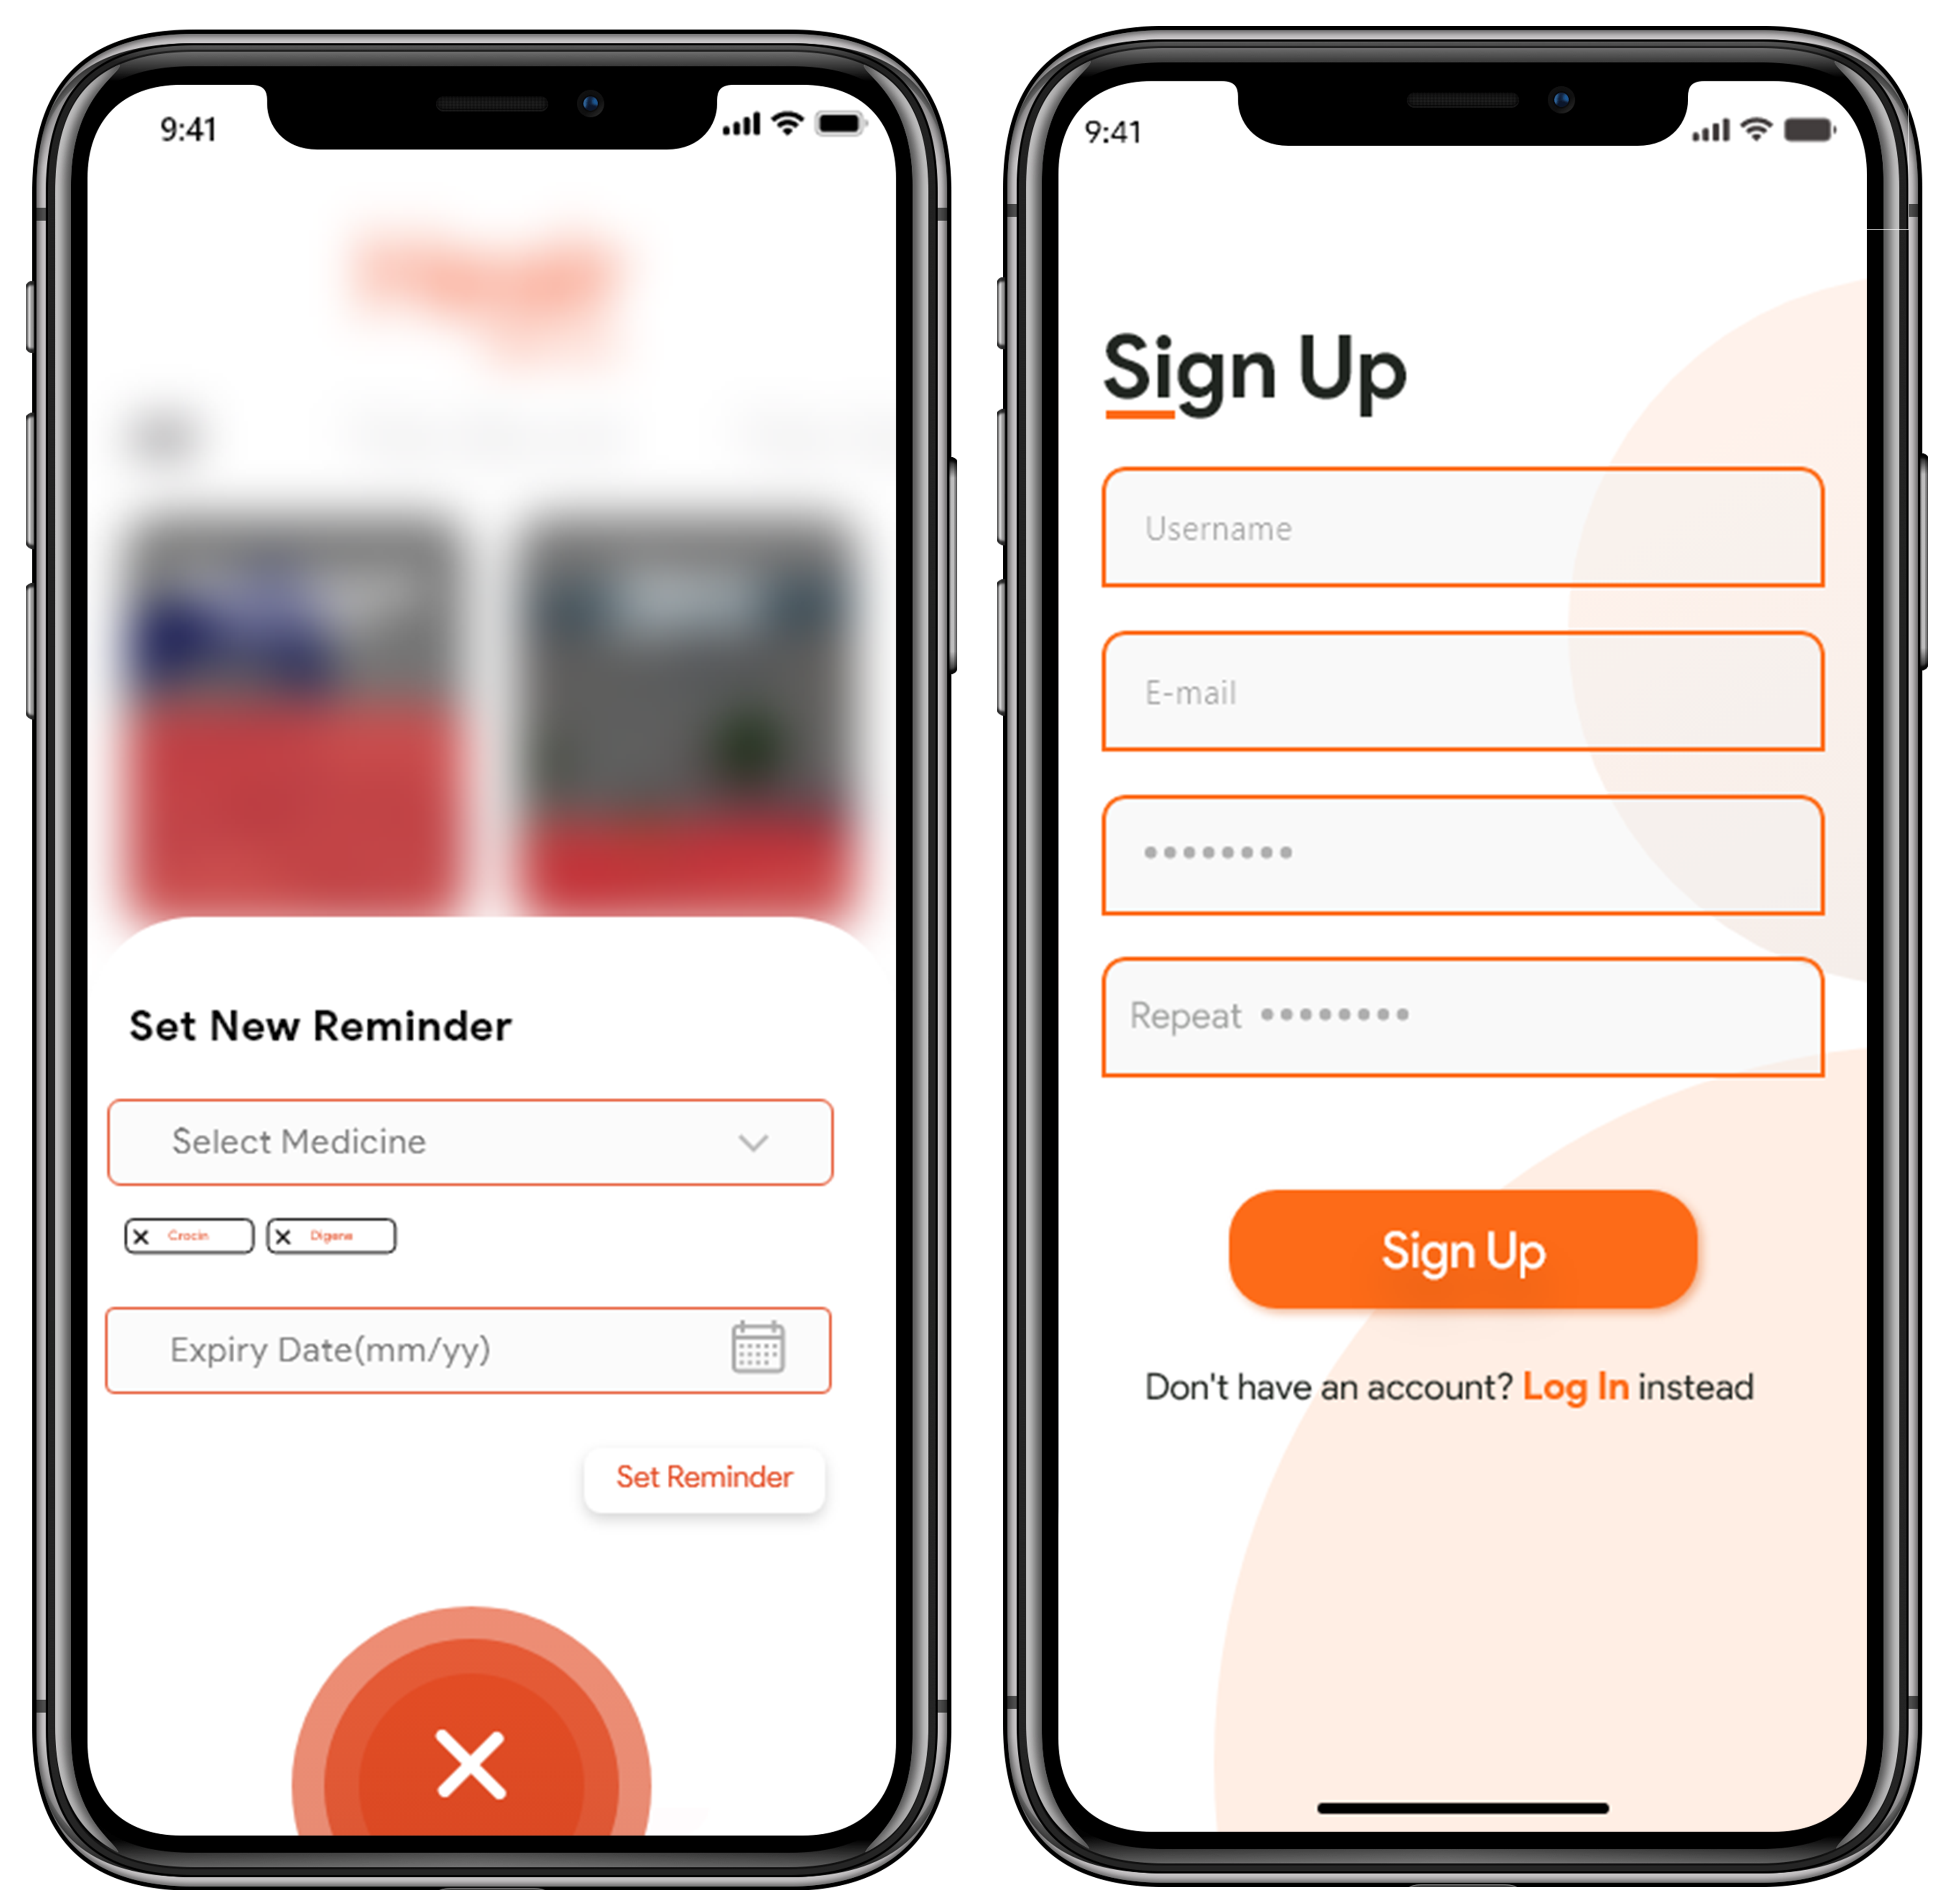 9:41
Set New Reminder
Select Medicine
Crocin
Digene
Expiry Date(mm/yy)
Set Reminder
9:41
Sign Up
Username
E-mail
••••••••
Repeat ••••••••
Sign Up
Don't have an account? Log In instead